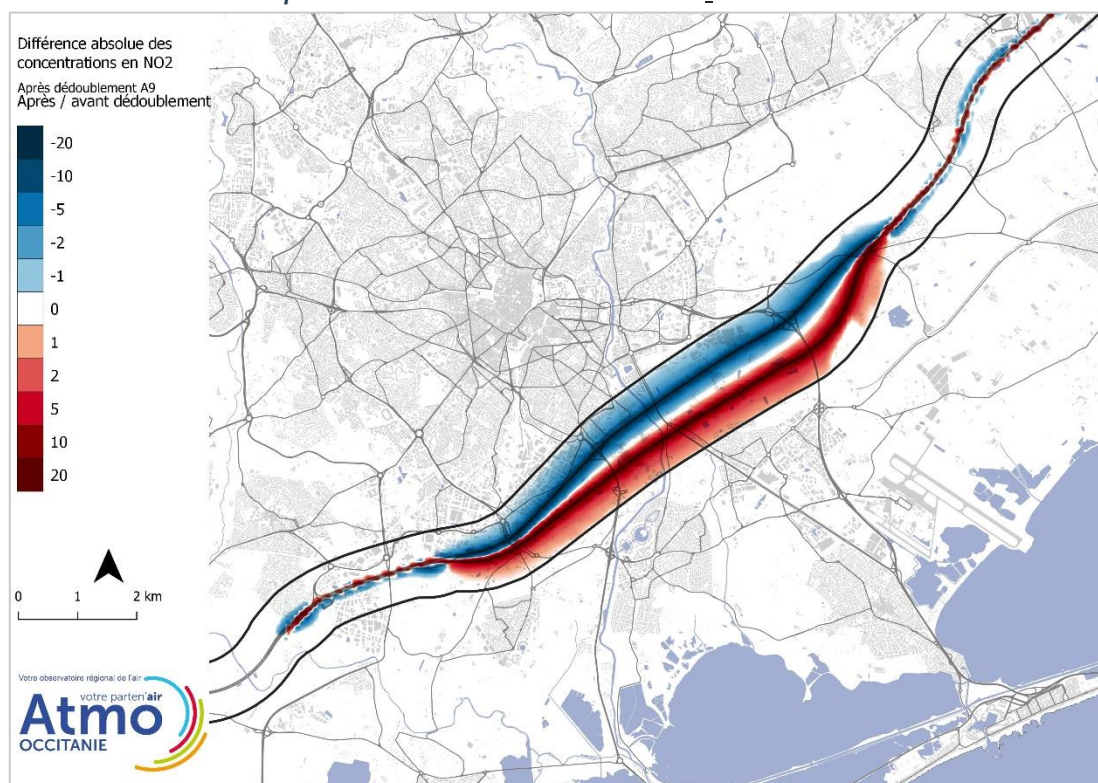 Différence absolue des
concentrations en NO2
Après dédoublement A9
Après / avant dédoublement
-20
-10
-5
-2
-1
0
1
2
5
10
20
0 1 2 km
Votre observatoire régional de l'air
votre parten'air
Atmo
OCCITANIE